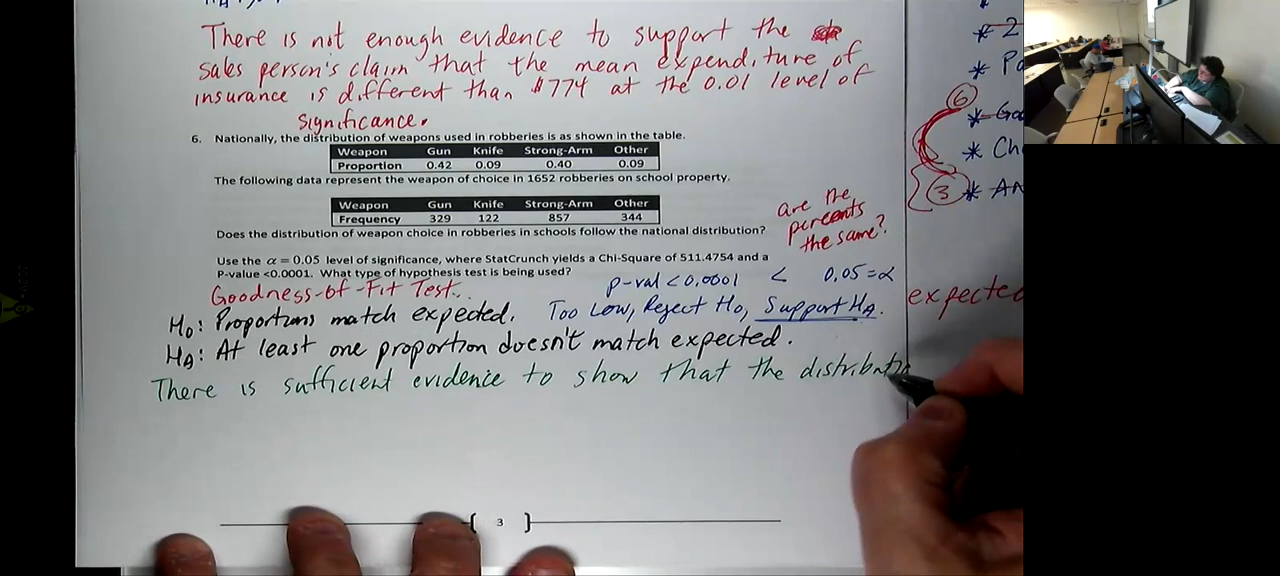 There is not enough evidence to support the
sales person's claim that the mean expenditure of
insurance is different than $774 at the 0.01 level of
significance.
6. Nationally, the distribution of weapons used in robberies is as shown in the table.
Weapon Gun Knife Strong-Arm Other
Proportion 0.42 0.09 0.40 0.09
The following data represent the weapon of choice in 1652 robberies on school property.
Weapon Gun Knife Strong-Arm Other
Frequency 329 122 857 344
are the
percents
the same?
Does the distribution of weapon choice in robberies in schools follow the national distribution?
Use the α = 0.05 level of significance, where StatCrunch yields a Chi-Square of 511.4754 and a
P-value <0.0001. What type of hypothesis test is being used?
p-val < 0.0001 < 0.05 = α
Goodness-of-Fit Test.
H0: Proportions match expected. Too Low, Reject H0, Support HA.
HA: At least one proportion doesn't match expected.
There is sufficient evidence to show that the distributi
{ 3 }
* 2
* Po
6
* Goo
* Ch
3 * AN
expected